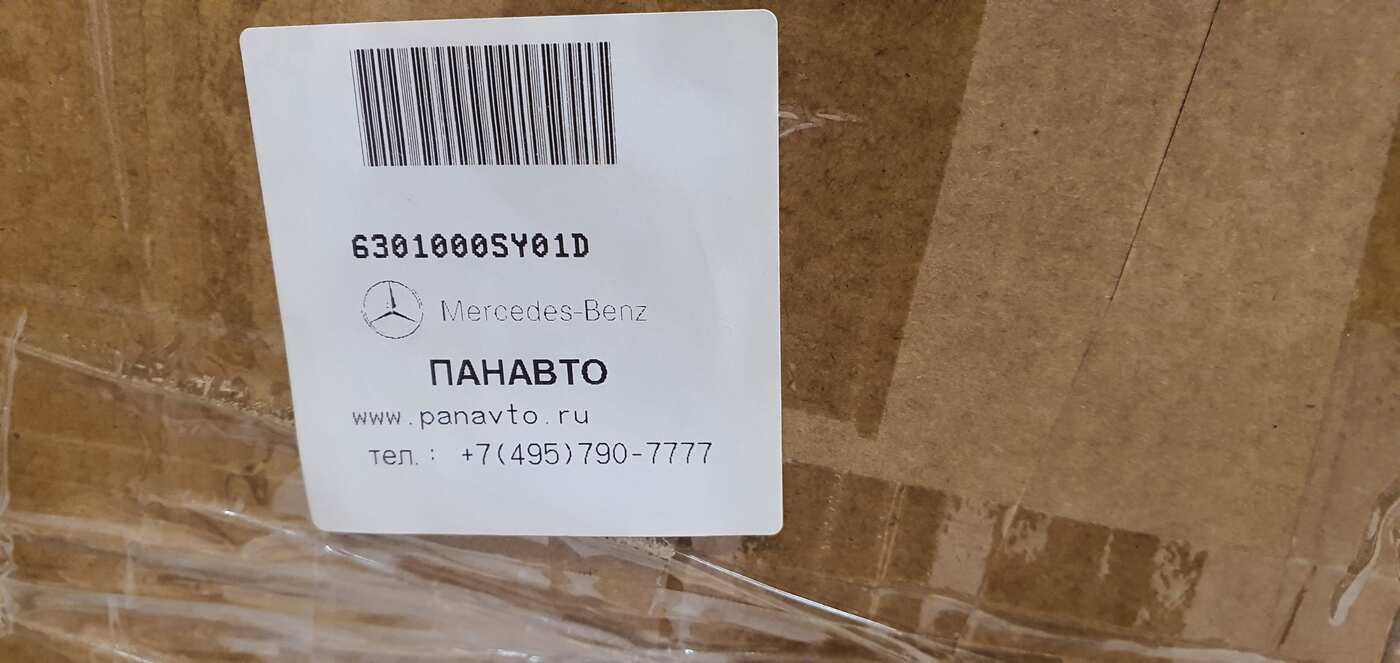 6301000SY01D
Mercedes-Benz
ПАНАВТО
www.panavto.ru
тел.: +7(495)790-7777